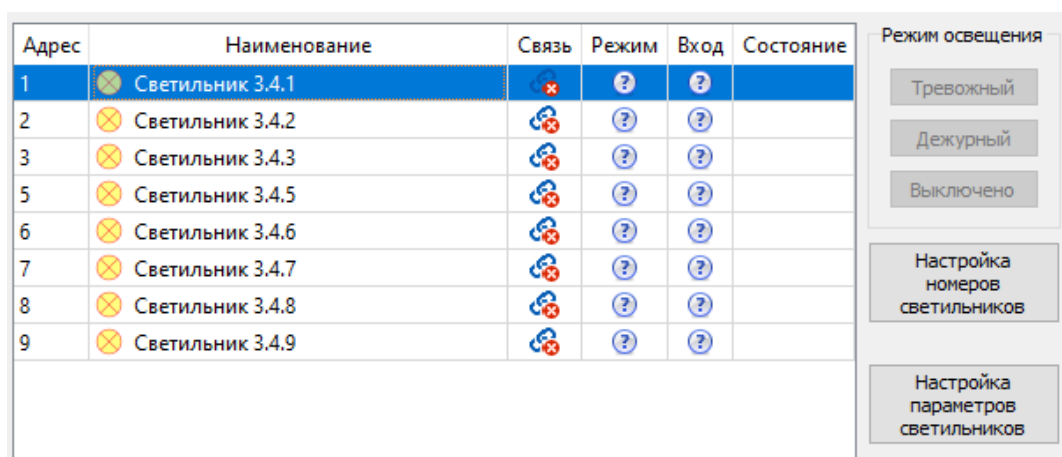 Адрес Наименование Связь Режим Вход Состояние
1 Светильник 3.4.1
2 Светильник 3.4.2
3 Светильник 3.4.3
5 Светильник 3.4.5
6 Светильник 3.4.6
7 Светильник 3.4.7
8 Светильник 3.4.8
9 Светильник 3.4.9
Режим освещения
Тревожный
Дежурный
Выключено
Настройка
номеров
светильников
Настройка
параметров
светильников